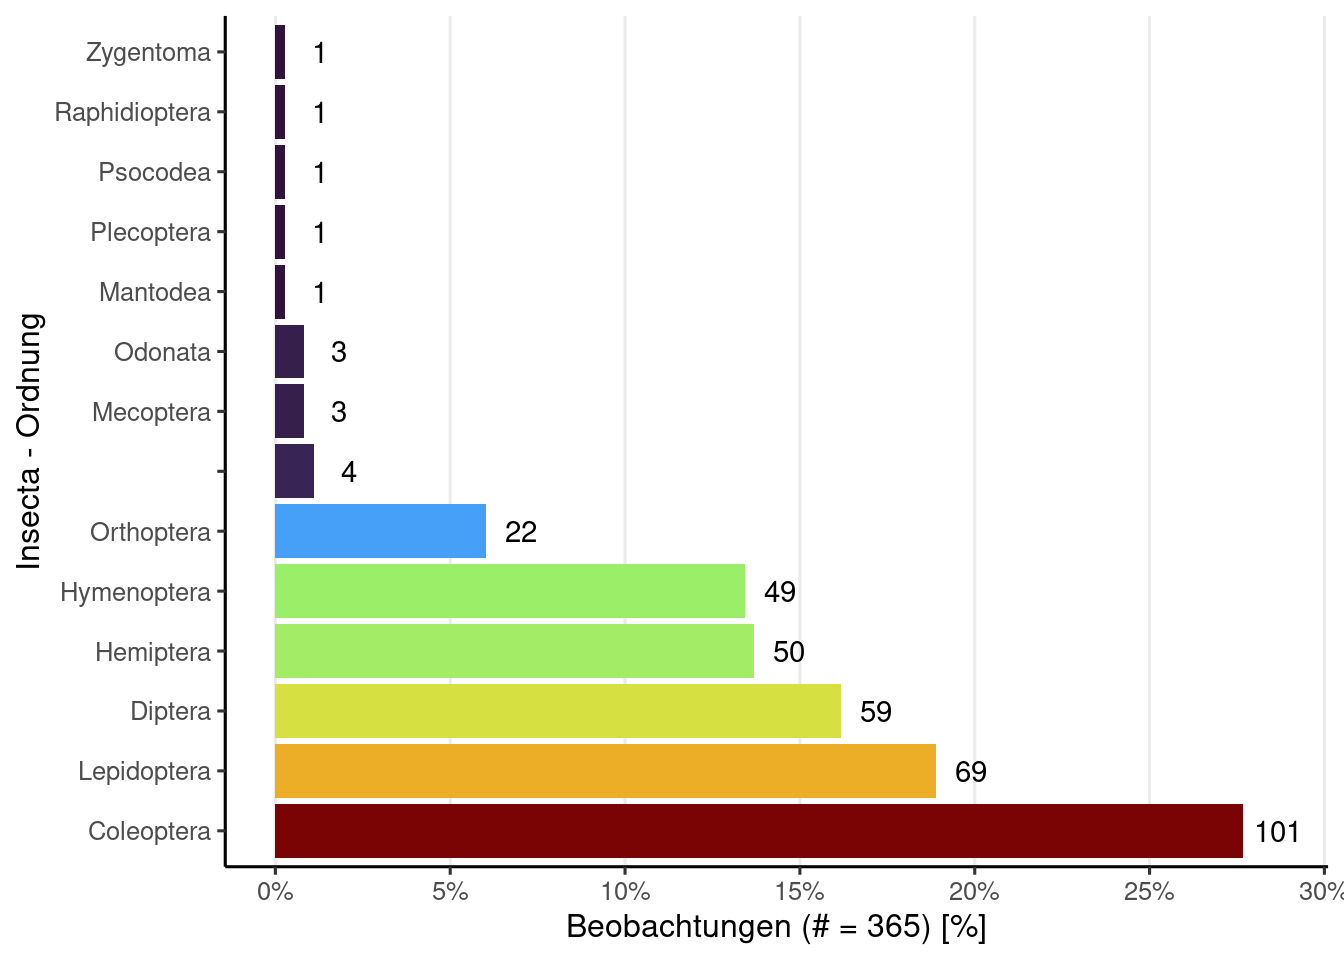 Insecta - Ordnung
Zygentoma 1
Raphidioptera 1
Psocodea 1
Plecoptera 1
Mantodea 1
Odonata 3
Mecoptera 3
4
Orthoptera 22
Hymenoptera 49
Hemiptera 50
Diptera 59
Lepidoptera 69
Coleoptera 101
0% 5% 10% 15% 20% 25% 30%
Beobachtungen (# = 365) [%]